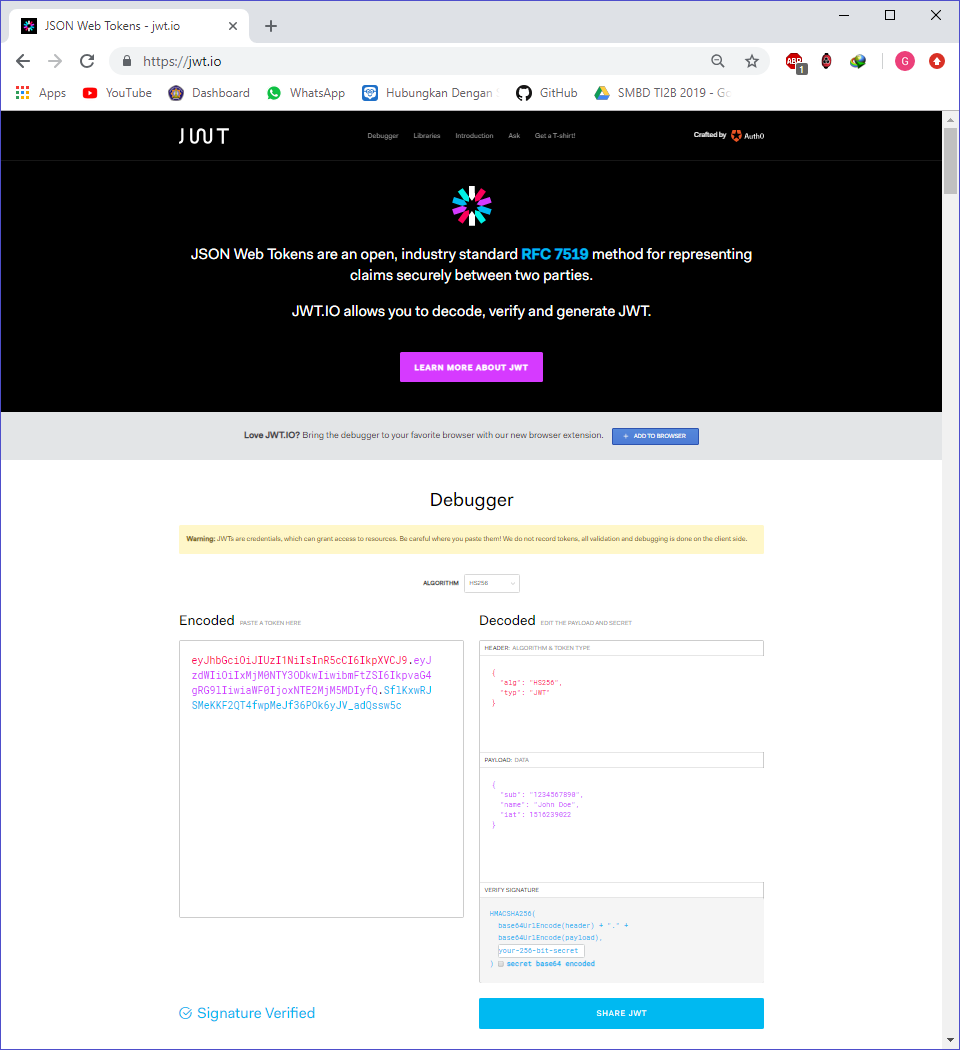 JSON Web Tokens - jwt.io
https://jwt.io
ABP
1
G
Apps
YouTube
Dashboard
WhatsApp
Hubungkan Dengan
GitHub
SMBD TI2B 2019 - Go
JWT
Debugger
Libraries
Introduction
Ask
Get a T-shirt!
Crafted by
Auth0
JSON Web Tokens are an open, industry standard RFC 7519 method for representing
claims securely between two parties.
JWT.IO allows you to decode, verify and generate JWT.
LEARN MORE ABOUT JWT
Love JWT.IO? Bring the debugger to your favorite browser with our new browser extension.
+ ADD TO BROWSER
Debugger
Warning: JWTs are credentials, which can grant access to resources. Be careful where you paste them! We do not record tokens, all validation and debugging is done on the client side.
ALGORITHM
HS256
Encoded PASTE A TOKEN HERE
eyJhbGciOiJIUzI1NiIsInR5cCI6IkpXVCJ9.eyJ
zdWIiOiIxMjM0NTY3ODkwIiwibmFtZSI6IkpvaG4
gRG9lIiwiaWF0IjoxNTE2MjM5MDIyfQ.SflKxwRJ
SMeKKF2QT4fwpMeJf36POk6yJV_adQssw5c
Decoded EDIT THE PAYLOAD AND SECRET
HEADER: ALGORITHM & TOKEN TYPE
{
"alg": "HS256",
"typ": "JWT"
}
PAYLOAD: DATA
{
"sub": "1234567890",
"name": "John Doe",
"iat": 1516239022
}
VERIFY SIGNATURE
HMACSHA256(
base64UrlEncode(header) + "." +
base64UrlEncode(payload),
your-256-bit-secret
) secret base64 encoded
Signature Verified
SHARE JWT